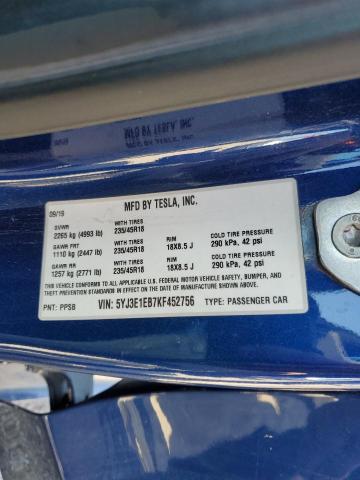 MFD BY TESLA, INC.
09/19
GVWR
2265 kg (4993 lb)
WITH TIRES
235/45R18
RIM
18X8.5 J
COLD TIRE PRESSURE
290 kPa, 42 psi
GAWR FRT
1110 kg (2447 lb)
WITH TIRES
235/45R18
RIM
18X8.5 J
COLD TIRE PRESSURE
290 kPa, 42 psi
GAWR RR
1257 kg (2771 lb)
WITH TIRES
235/45R18
THIS VEHICLE CONFORMS TO ALL APPLICABLE U.S. FEDERAL MOTOR VEHICLE SAFETY, BUMPER, AND
THEFT PREVENTION STANDARDS IN EFFECT ON THE DATE OF MANUFACTURE SHOWN ABOVE.
PNT: PPSB
VIN: 5YJ3E1EB7KF452756
TYPE: PASSENGER CAR